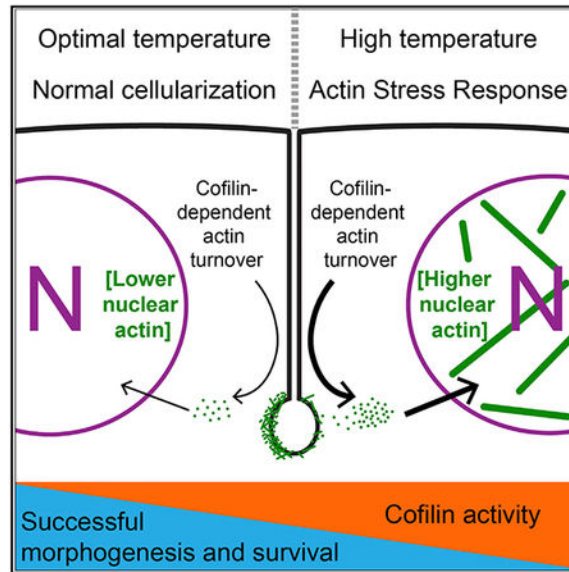 Optimal temperature
Normal cellularization
High temperature
Actin Stress Response
Cofilin-
dependent
actin
turnover
Cofilin-
dependent
actin
turnover
N
[Lower
nuclear
actin]
[Higher
nuclear
actin]
N
Successful
morphogenesis and survival
Cofilin activity